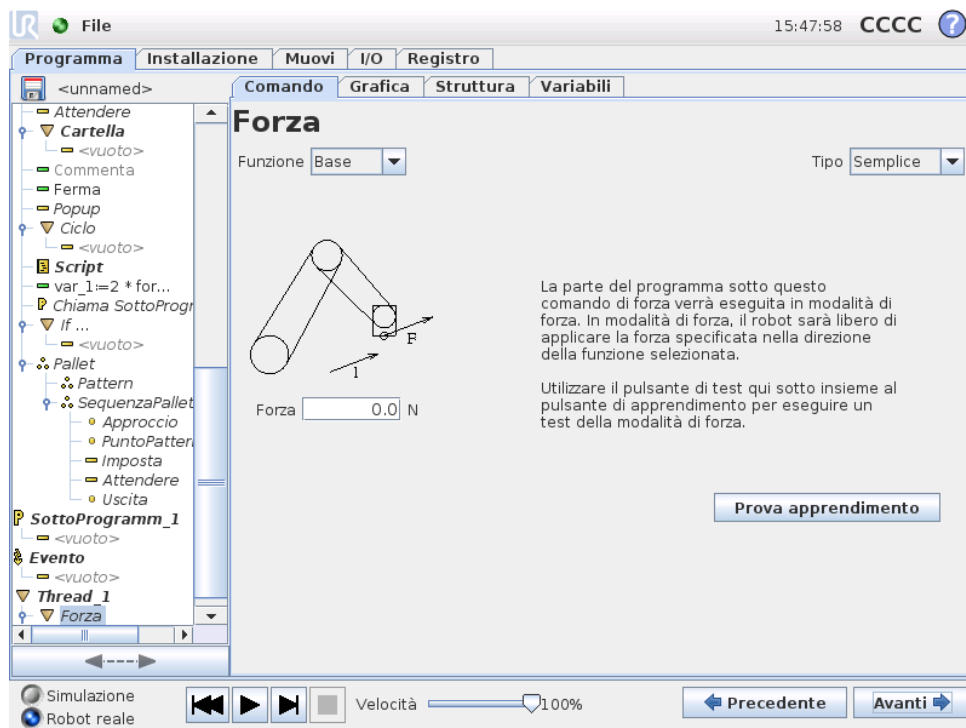 UR File 15:47:58 CCCC ?
Programma Installazione Muovi I/O Registro
<unnamed> Comando Grafica Struttura Variabili
Attendere
Cartella
<vuoto>
Commenta
Ferma
Popup
Ciclo
<vuoto>
Script
var_1:=2 * for...
Chiama SottoProgr
If ...
<vuoto>
Pallet
Pattern
SequenzaPallet
Approccio
PuntoPatter
Imposta
Attendere
Uscita
P SottoProgramm_1
<vuoto>
Evento
<vuoto>
Thread_1
Forza
Forza
Funzione Base Tipo Semplice
F
1
Forza 0.0 N
La parte del programma sotto questo
comando di forza verrà eseguita in modalità di
forza. In modalità di forza, il robot sarà libero di
applicare la forza specificata nella direzione
della funzione selezionata.
Utilizzare il pulsante di test qui sotto insieme al
pulsante di apprendimento per eseguire un
test della modalità di forza.
Prova apprendimento
Simulazione
Robot reale
Velocità 100% Precedente Avanti